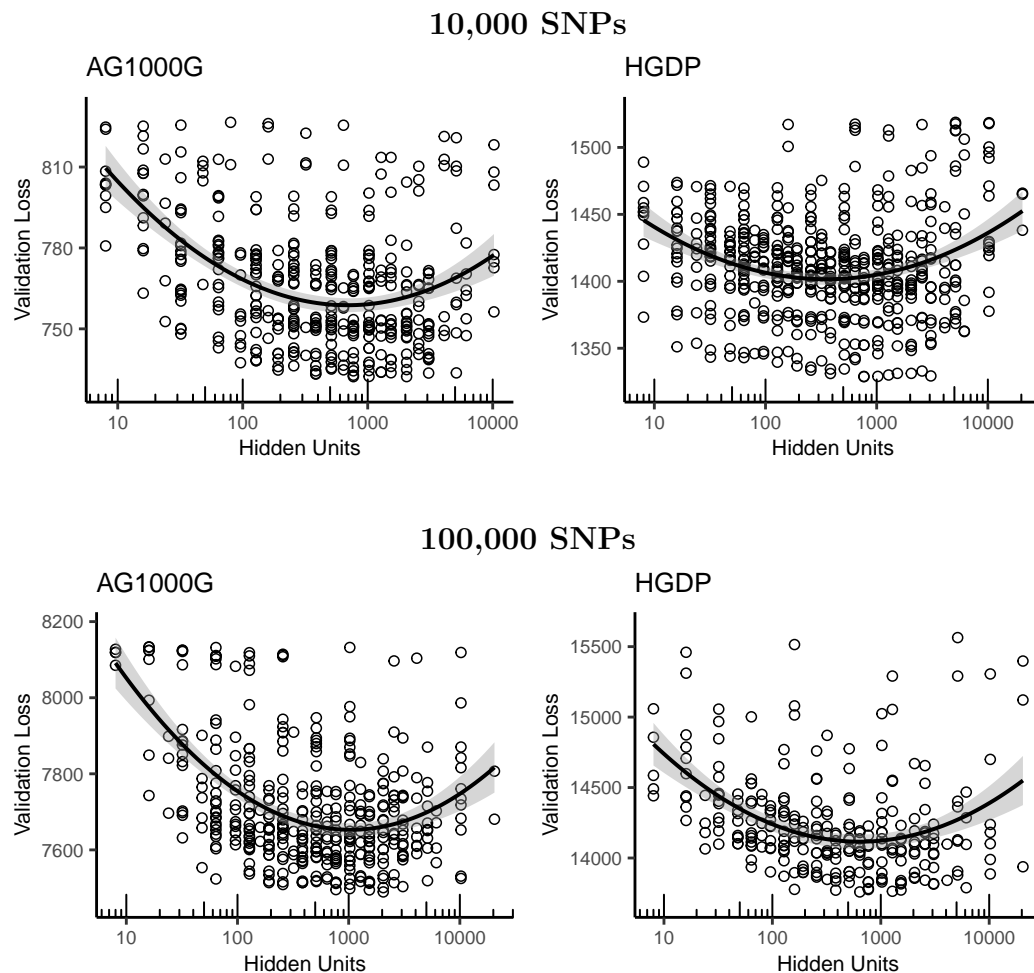 10,000 SNPs
AG1000G
HGDP
Validation Loss
810
780
750
10
100
1000
10000
Hidden Units
Validation Loss
1500
1450
1400
1350
10
100
1000
10000
Hidden Units
100,000 SNPs
AG1000G
HGDP
Validation Loss
8200
8000
7800
7600
10
100
1000
10000
Hidden Units
Validation Loss
15500
15000
14500
14000
10
100
1000
10000
Hidden Units